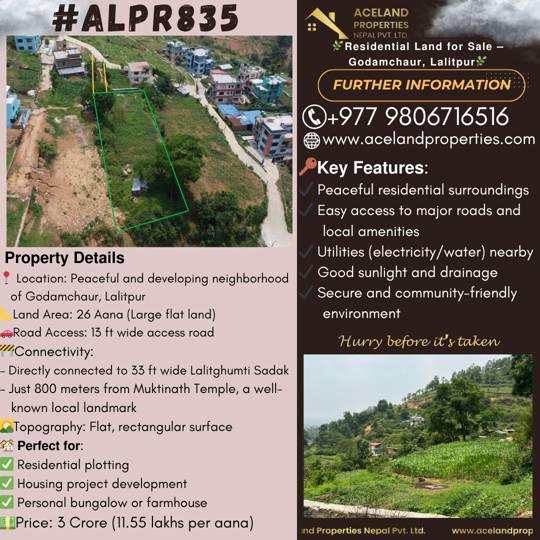 #ALPR835
Property Details
Location: Peaceful and developing neighborhood
of Godamchaur, Lalitpur
Land Area: 26 Aana (Large flat land)
Road Access: 13 ft wide access road
Connectivity:
- Directly connected to 33 ft wide Lalitghumti Sadak
- Just 800 meters from Muktinath Temple, a well-
known local landmark
Topography: Flat, rectangular surface
Perfect for:
Residential plotting
Housing project development
Personal bungalow or farmhouse
Price: 3 Crore (11.55 lakhs per aana)
ACELAND
PROPERTIES
NEPAL PVT. LTD
Residential Land for Sale –
Godamchaur, Lalitpur
FURTHER INFORMATION
+977 9806716516
www.acelandproperties.com
Key Features:
Peaceful residential surroundings
Easy access to major roads and
local amenities
Utilities (electricity/water) nearby
Good sunlight and drainage
Secure and community-friendly
environment
Hurry before it's taken
nd Properties Nepal Pvt. Ltd. www.acelandprop